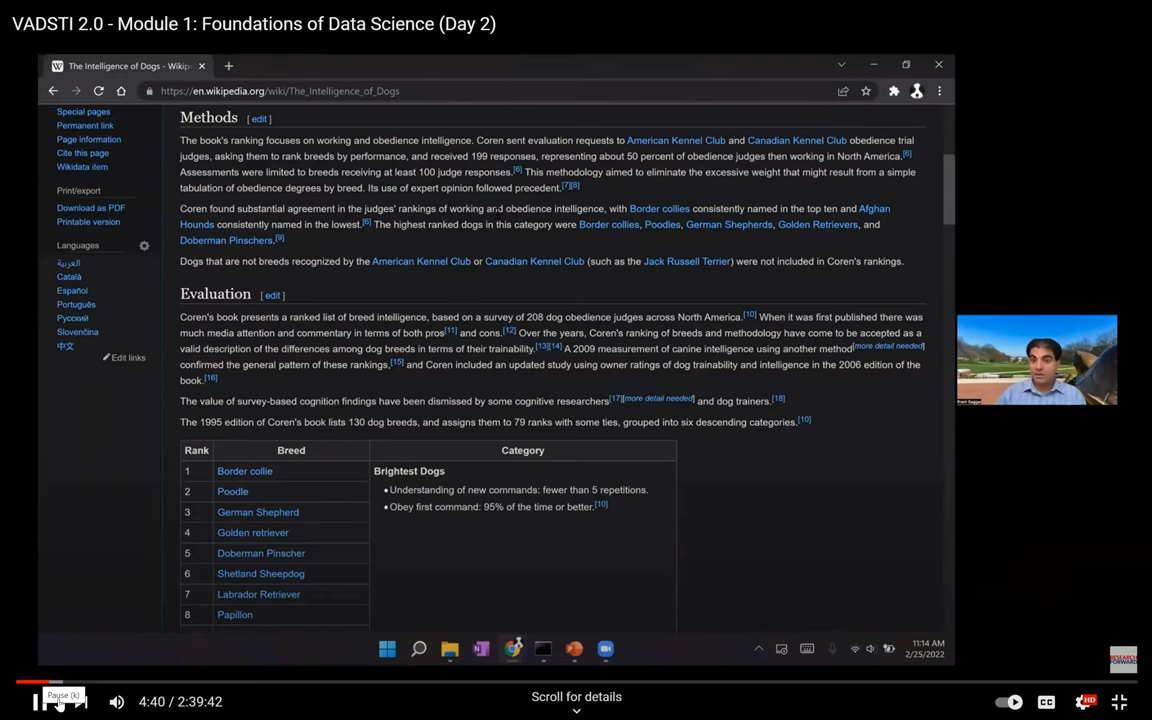 VADSTI 2.0 - Module 1: Foundations of Data Science (Day 2)
The Intelligence of Dogs - Wikip
https://en.wikipedia.org/wiki/The_Intelligence_of_Dogs
Special pages
Permanent link
Page information
Cite this page
Wikidata item
Print/export
Download as PDF
Printable version
Languages
العربية
Català
Español
Português
Русский
Slovenčina
中文
Edit links
Methods [ edit ]
The book's ranking focuses on working and obedience intelligence. Coren sent evaluation requests to American Kennel Club and Canadian Kennel Club obedience trial
judges, asking them to rank breeds by performance, and received 199 responses, representing about 50 percent of obedience judges then working in North America.[6]
Assessments were limited to breeds receiving at least 100 judge responses.[6] This methodology aimed to eliminate the excessive weight that might result from a simple
tabulation of obedience degrees by breed. Its use of expert opinion followed precedent.[7][8]
Coren found substantial agreement in the judges' rankings of working and obedience intelligence, with Border collies consistently named in the top ten and Afghan
Hounds consistently named in the lowest.[6] The highest ranked dogs in this category were Border collies, Poodles, German Shepherds, Golden Retrievers, and
Doberman Pinschers.[9]
Dogs that are not breeds recognized by the American Kennel Club or Canadian Kennel Club (such as the Jack Russell Terrier) were not included in Coren's rankings.
Evaluation [ edit ]
Coren's book presents a ranked list of breed intelligence, based on a survey of 208 dog obedience judges across North America.[10] When it was first published there was
much media attention and commentary in terms of both pros[11] and cons.[12] Over the years, Coren's ranking of breeds and methodology have come to be accepted as a
valid description of the differences among dog breeds in terms of their trainability.[13][14] A 2009 measurement of canine intelligence using another method[more detail needed]
confirmed the general pattern of these rankings,[15] and Coren included an updated study using owner ratings of dog trainability and intelligence in the 2006 edition of the
book.[16]
The value of survey-based cognition findings have been dismissed by some cognitive researchers[17][more detail needed] and dog trainers.[18]
The 1995 edition of Coren's book lists 130 dog breeds, and assigns them to 79 ranks with some ties, grouped into six descending categories.[10]
Rank Breed Category
1 Border collie Brightest Dogs
2 Poodle
•Understanding of new commands: fewer than 5 repetitions.
•Obey first command: 95% of the time or better.[10]
3 German Shepherd
4 Golden retriever
5 Doberman Pinscher
6 Shetland Sheepdog
7 Labrador Retriever
8 Papillon
11:14 AM
2/25/2022
RESEARCH
FORWARD
Pause (k)
4:40 / 2:39:42
Scroll for details
CC
HD